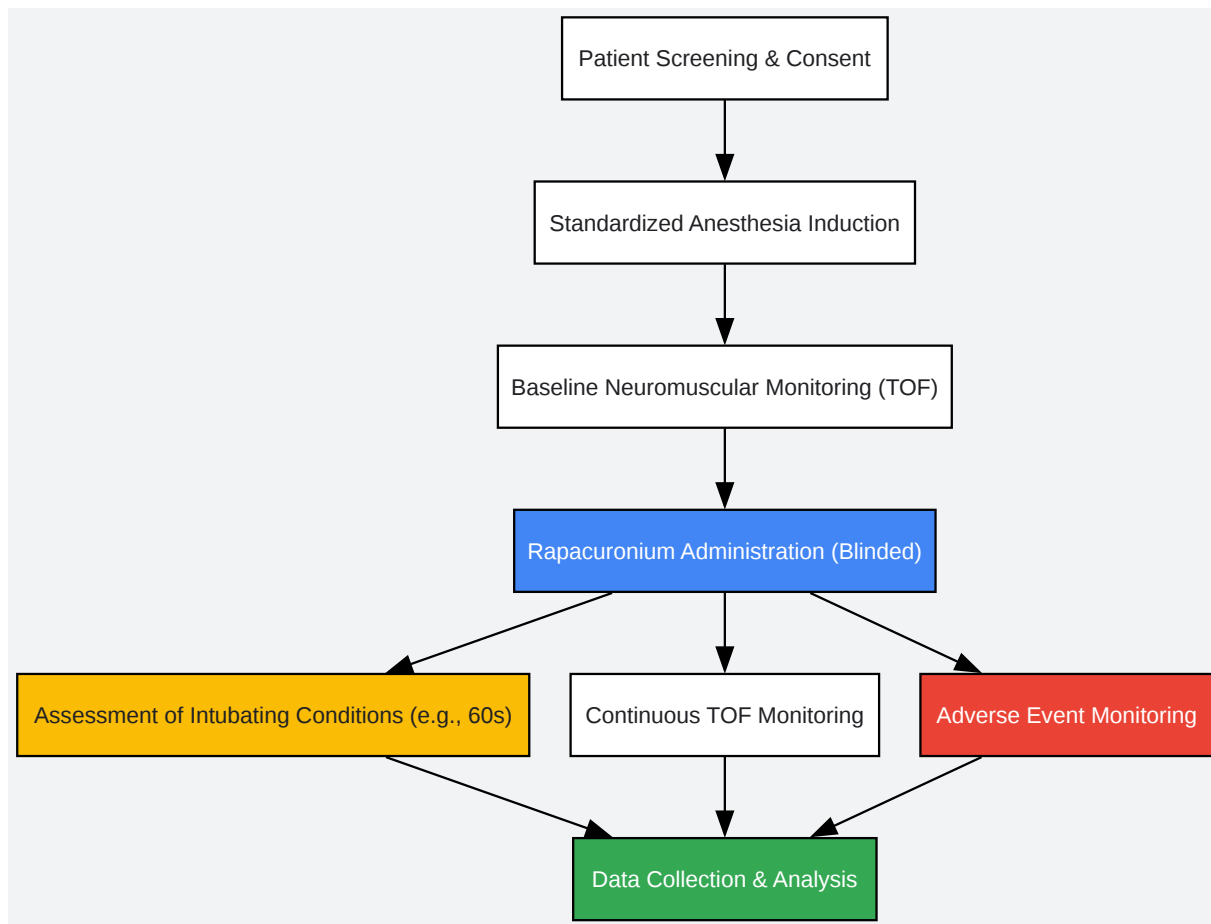 Patient Screening & Consent
Standardized Anesthesia Induction
Baseline Neuromuscular Monitoring (TOF)
Rapacuronium Administration (Blinded)
Assessment of Intubating Conditions (e.g., 60s)
Continuous TOF Monitoring
Adverse Event Monitoring
Data Collection & Analysis